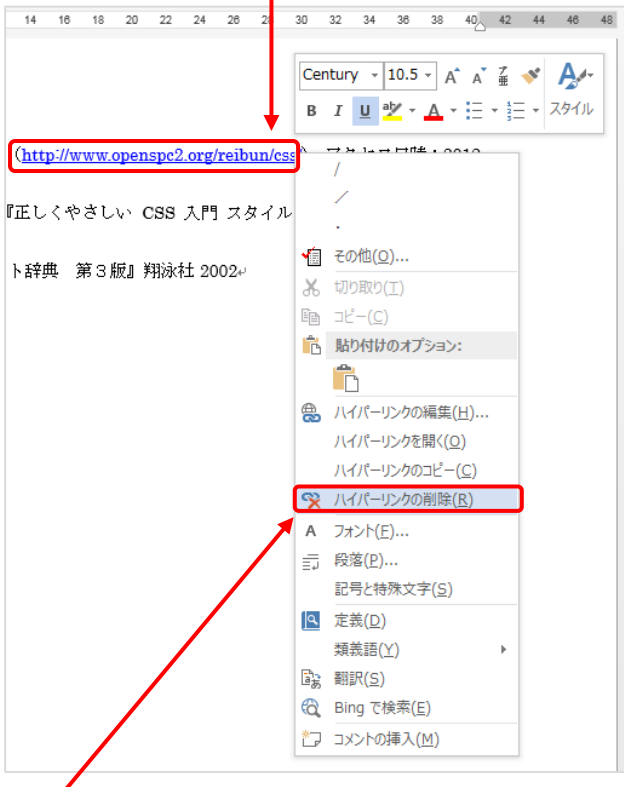 14 16 18 20 22 24 26 28 30 32 34 36 38 40 42 44 46 48
Century 10.5 A A 亜
B I U aby A スタイル
(http://www.openspc2.org/reibun/css
2012
/
／
.
『正しくやさしい CSS 入門 スタイル
その他(O)...
ト辞典 第３版』 翔泳社 2002↵
切り取り(T)
コピー(C)
貼り付けのオプション:
ハイパーリンクの編集(H)...
ハイパーリンクを開く(O)
ハイパーリンクのコピー(C)
ハイパーリンクの削除(R)
A フォント(F)...
段落(P)...
記号と特殊文字(S)
定義(D)
類義語(Y)
翻訳(S)
Bing で検索(E)
コメントの挿入(M)